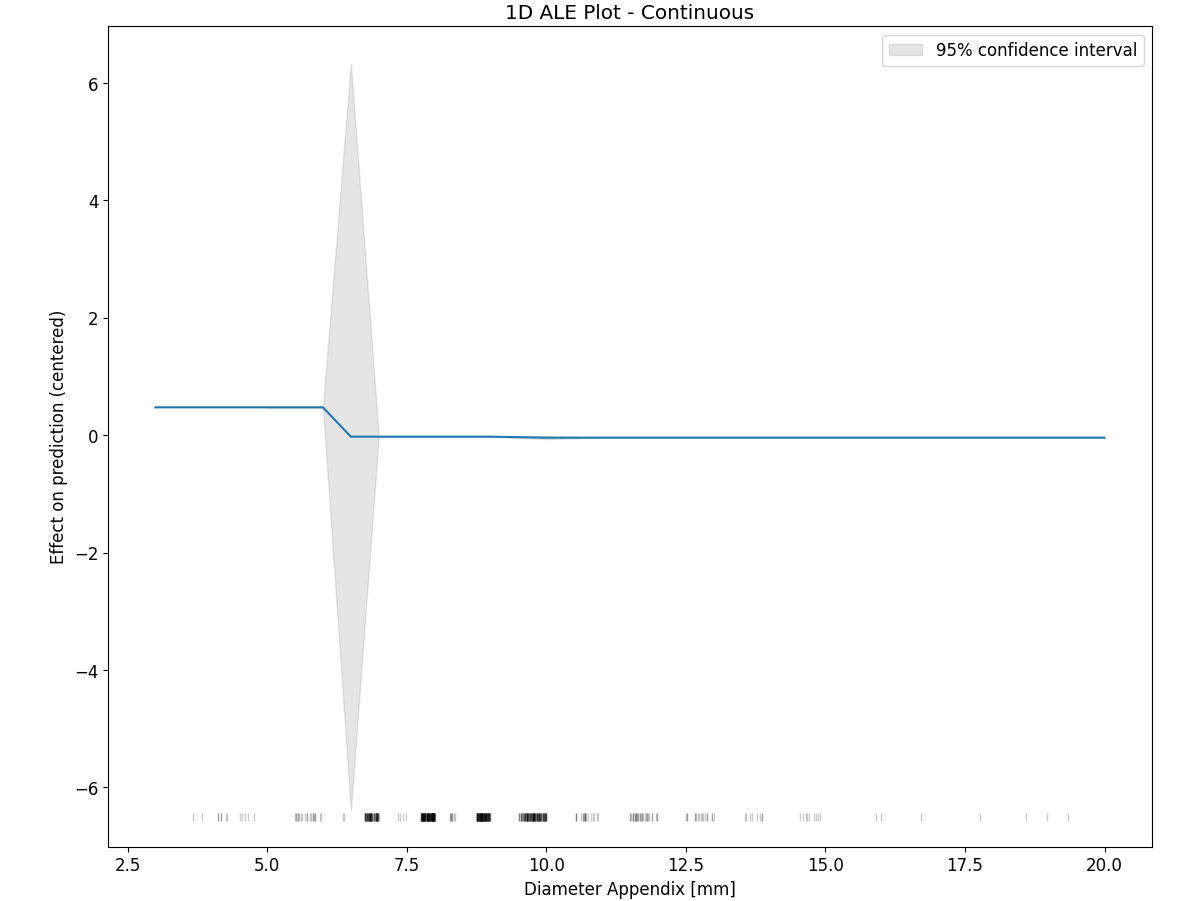 1D ALE Plot - Continuous
95% confidence interval
Effect on prediction (centered)
6
4
2
0
−2
−4
−6
2.5 5.0 7.5 10.0 12.5 15.0 17.5 20.0
Diameter Appendix [mm]